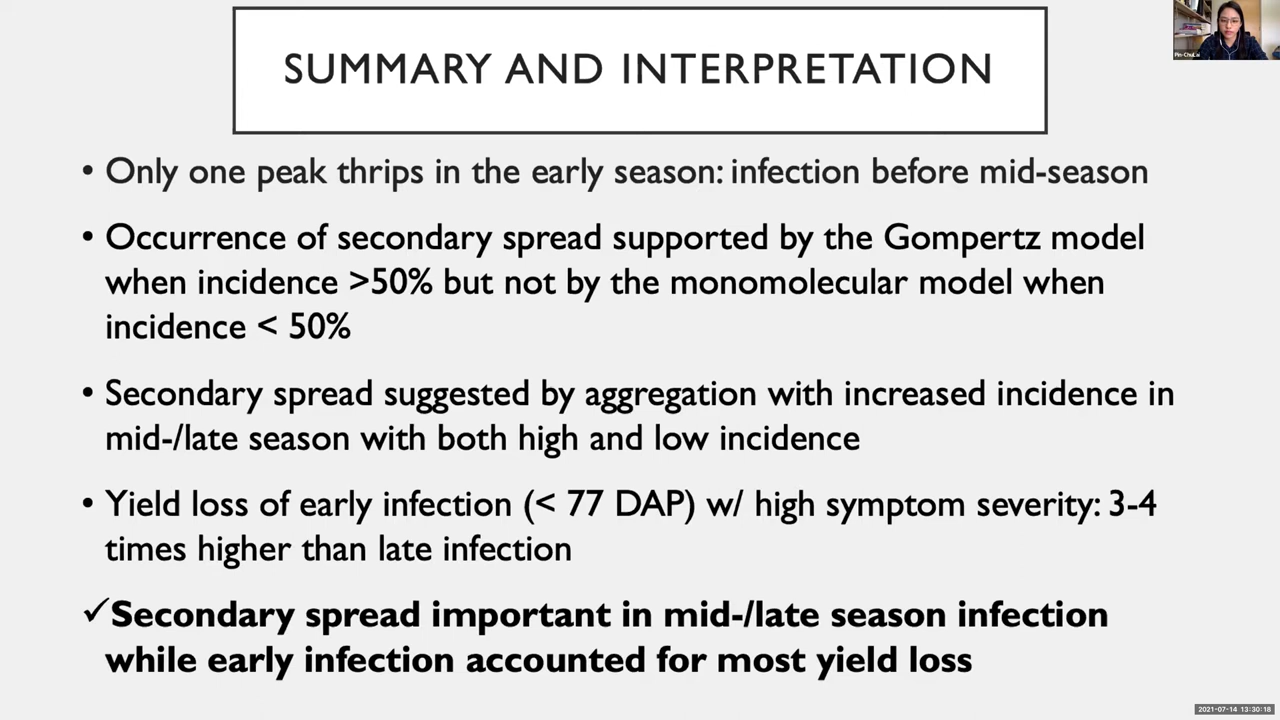 Pin-ChuLai
SUMMARY AND INTERPRETATION
• Only one peak thrips in the early season: infection before mid-season
• Occurrence of secondary spread supported by the Gompertz model
when incidence >50% but not by the monomolecular model when
incidence < 50%
• Secondary spread suggested by aggregation with increased incidence in
mid-/late season with both high and low incidence
• Yield loss of early infection (< 77 DAP) w/ high symptom severity: 3-4
times higher than late infection
✓Secondary spread important in mid-/late season infection
while early infection accounted for most yield loss
2021-07-14 13:30:18